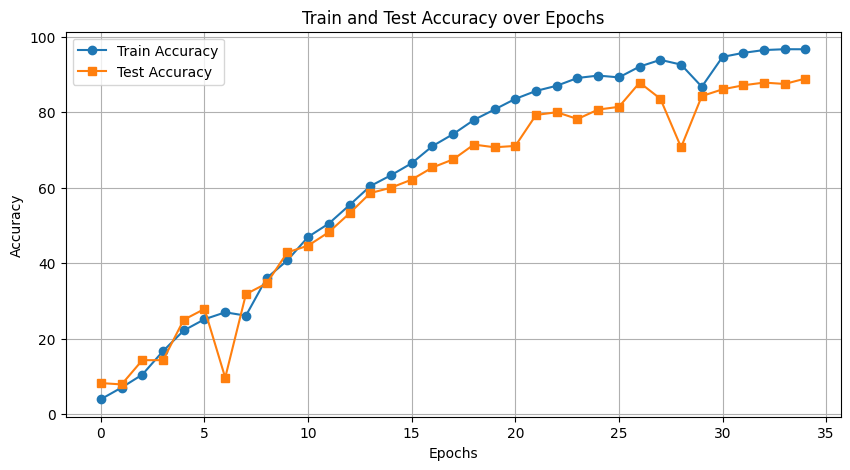 Train and Test Accuracy over Epochs
Train Accuracy
Test Accuracy
100
80
60
40
20
0
Accuracy
0 5 10 15 20 25 30 35
Epochs